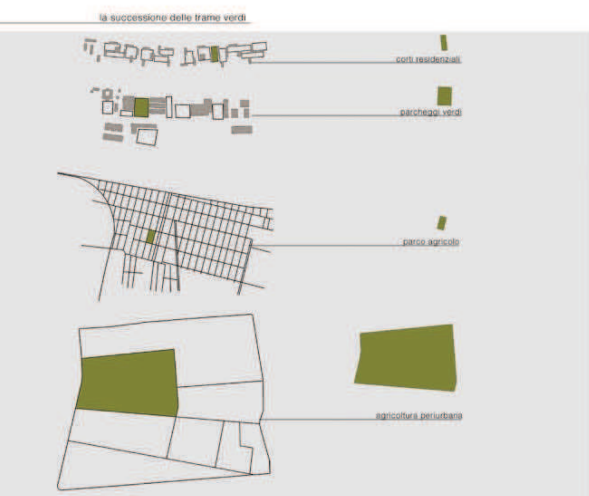 la successione delle trame verdi
corti residenziali
parcheggi verdi
parco agricolo
agricoltura periurbana